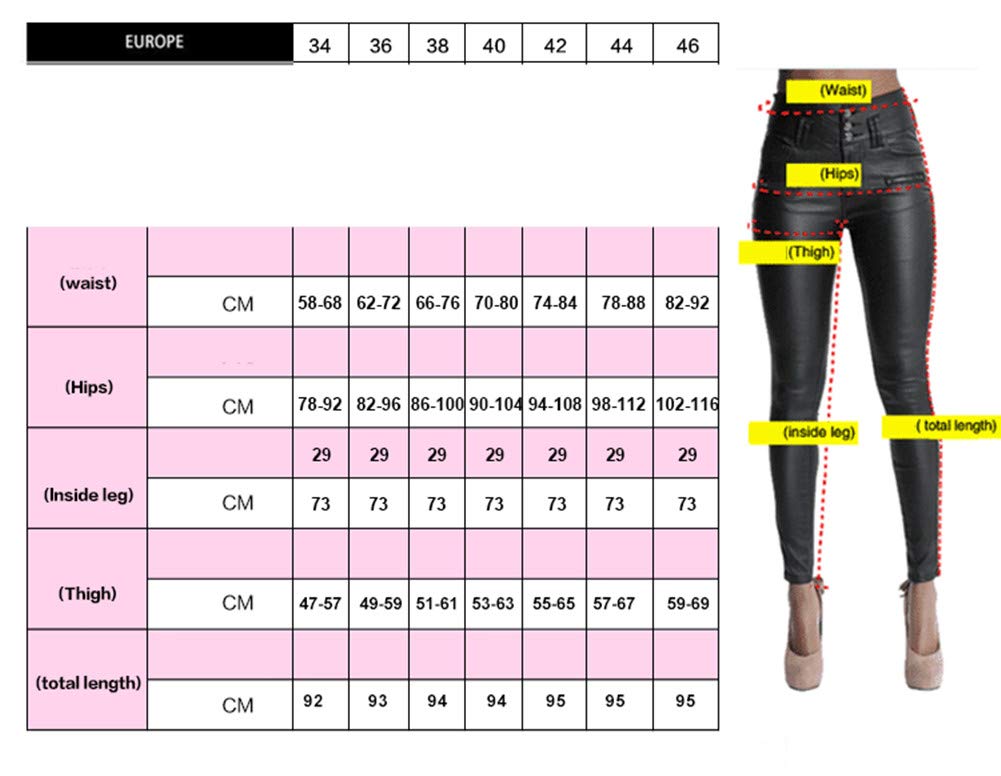 EUROPE 34 36 38 40 42 44 46
(waist)
CM 58-68 62-72 66-76 70-80 74-84 78-88 82-92
(Hips)
CM 78-92 82-96 86-100 90-104 94-108 98-112 102-116
29 29 29 29 29 29 29
(Inside leg)
CM 73 73 73 73 73 73 73
(Thigh)
CM 47-57 49-59 51-61 53-63 55-65 57-67 59-69
(total length)
CM 92 93 94 94 95 95 95
(Waist)
(Hips)
(Thigh)
(inside leg)
( total length)